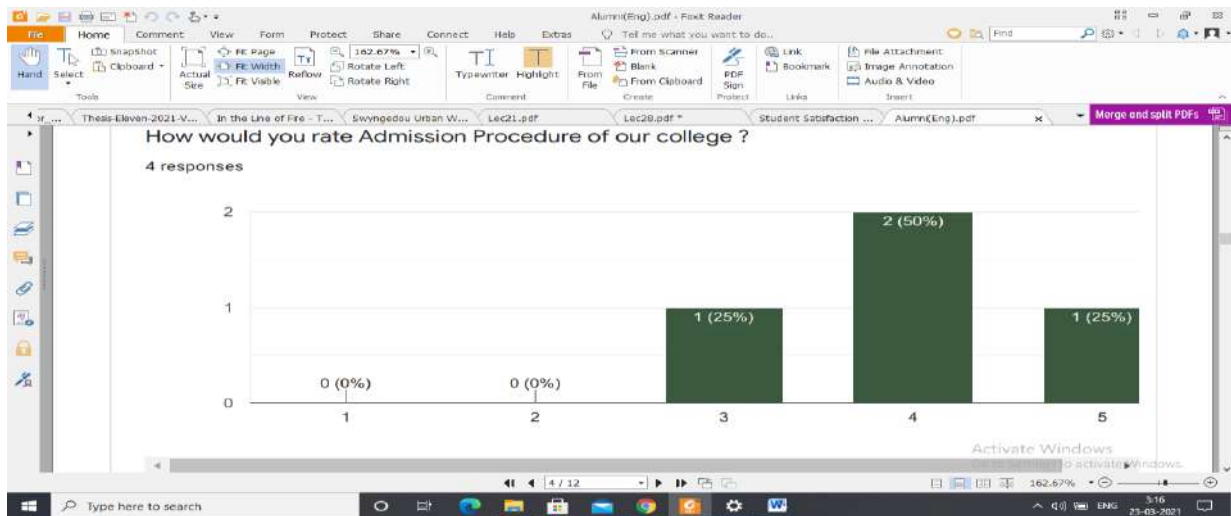 Alumni(Eng).pdf - Foxit Reader
File Home Comment View Form Protect Share Connect Help Extras Tell me what you want to do.. Find
Hand
Select
Snapshot
Clipboard
Tools
Actual Size
Fit Page
Fit Width
Fit Visible
Reflow
162.67%
Rotate Left
Rotate Right
View
Typewriter Highlight
Comment
From File
From Scanner
Blank
From Clipboard
Create
PDF Sign
Protect
Link
Bookmark
Links
File Attachment
Image Annotation
Audio & Video
Insert
Thesis-Eleven-2021-V... In the Line of Fire - T... Swyngedou Urban W... Lec21.pdf Lec28.pdf * Student Satisfaction ... Alumni(Eng).pdf Merge and split PDFs
How would you rate Admission Procedure of our college ?
4 responses
2
1
0
0 (0%)
0 (0%)
1 (25%)
2 (50%)
1 (25%)
1 2 3 4 5
Activate Windows
to activate Windows.
4 / 12 162.67%
Type here to search
W
ENG
3:16
23-03-2021